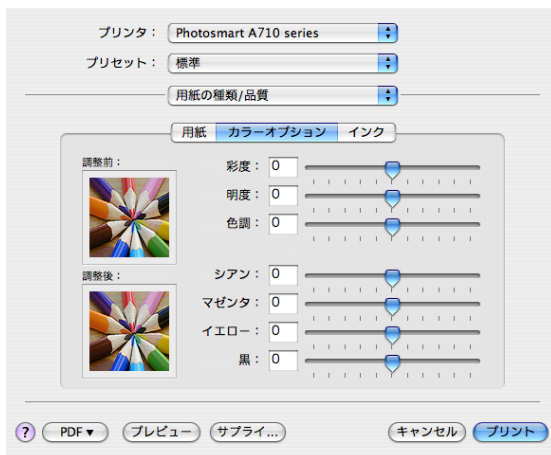 プリンタ： Photosmart A710 series
プリセット： 標準
用紙の種類/品質
用紙 カラーオプション インク
調整前：
彩度： 0
明度： 0
色調： 0
調整後：
シアン： 0
マゼンタ： 0
イエロー： 0
黒： 0
? PDF▼ プレビュー サプライ... キャンセル プリント